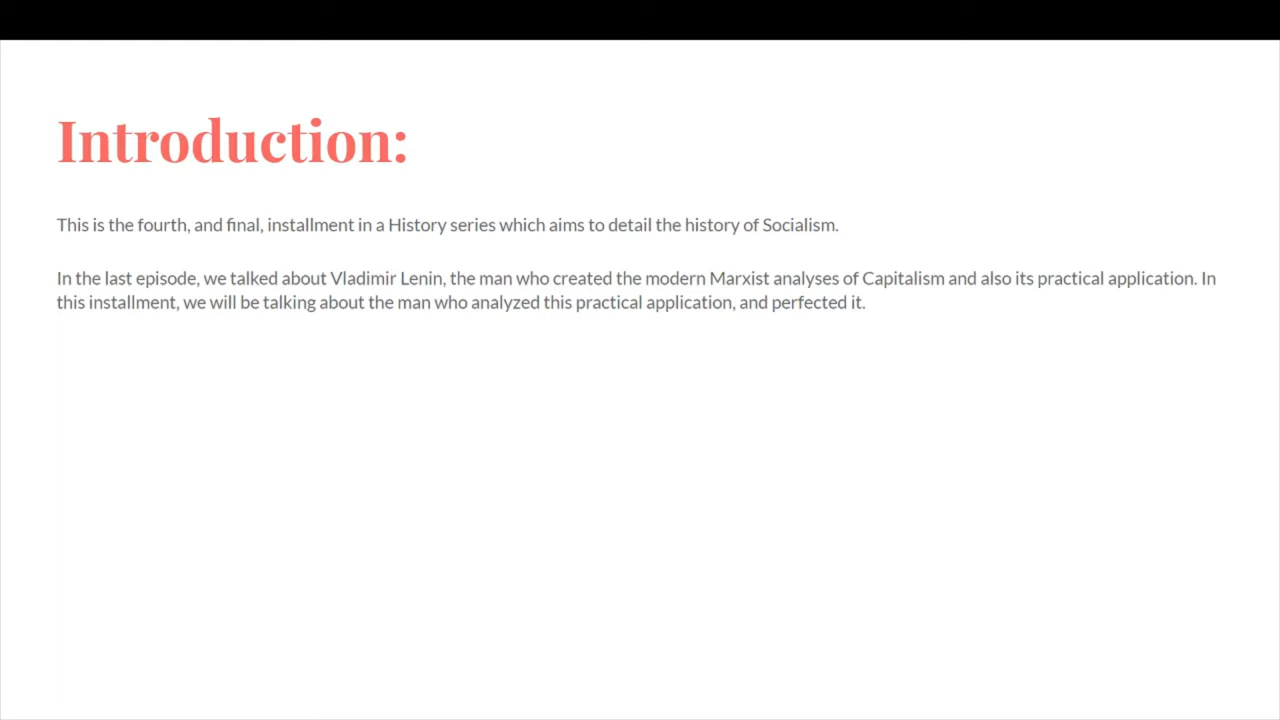 Introduction:
This is the fourth, and final, installment in a History series which aims to detail the history of Socialism.
In the last episode, we talked about Vladimir Lenin, the man who created the modern Marxist analyses of Capitalism and also its practical application. In
this installment, we will be talking about the man who analyzed this practical application, and perfected it.